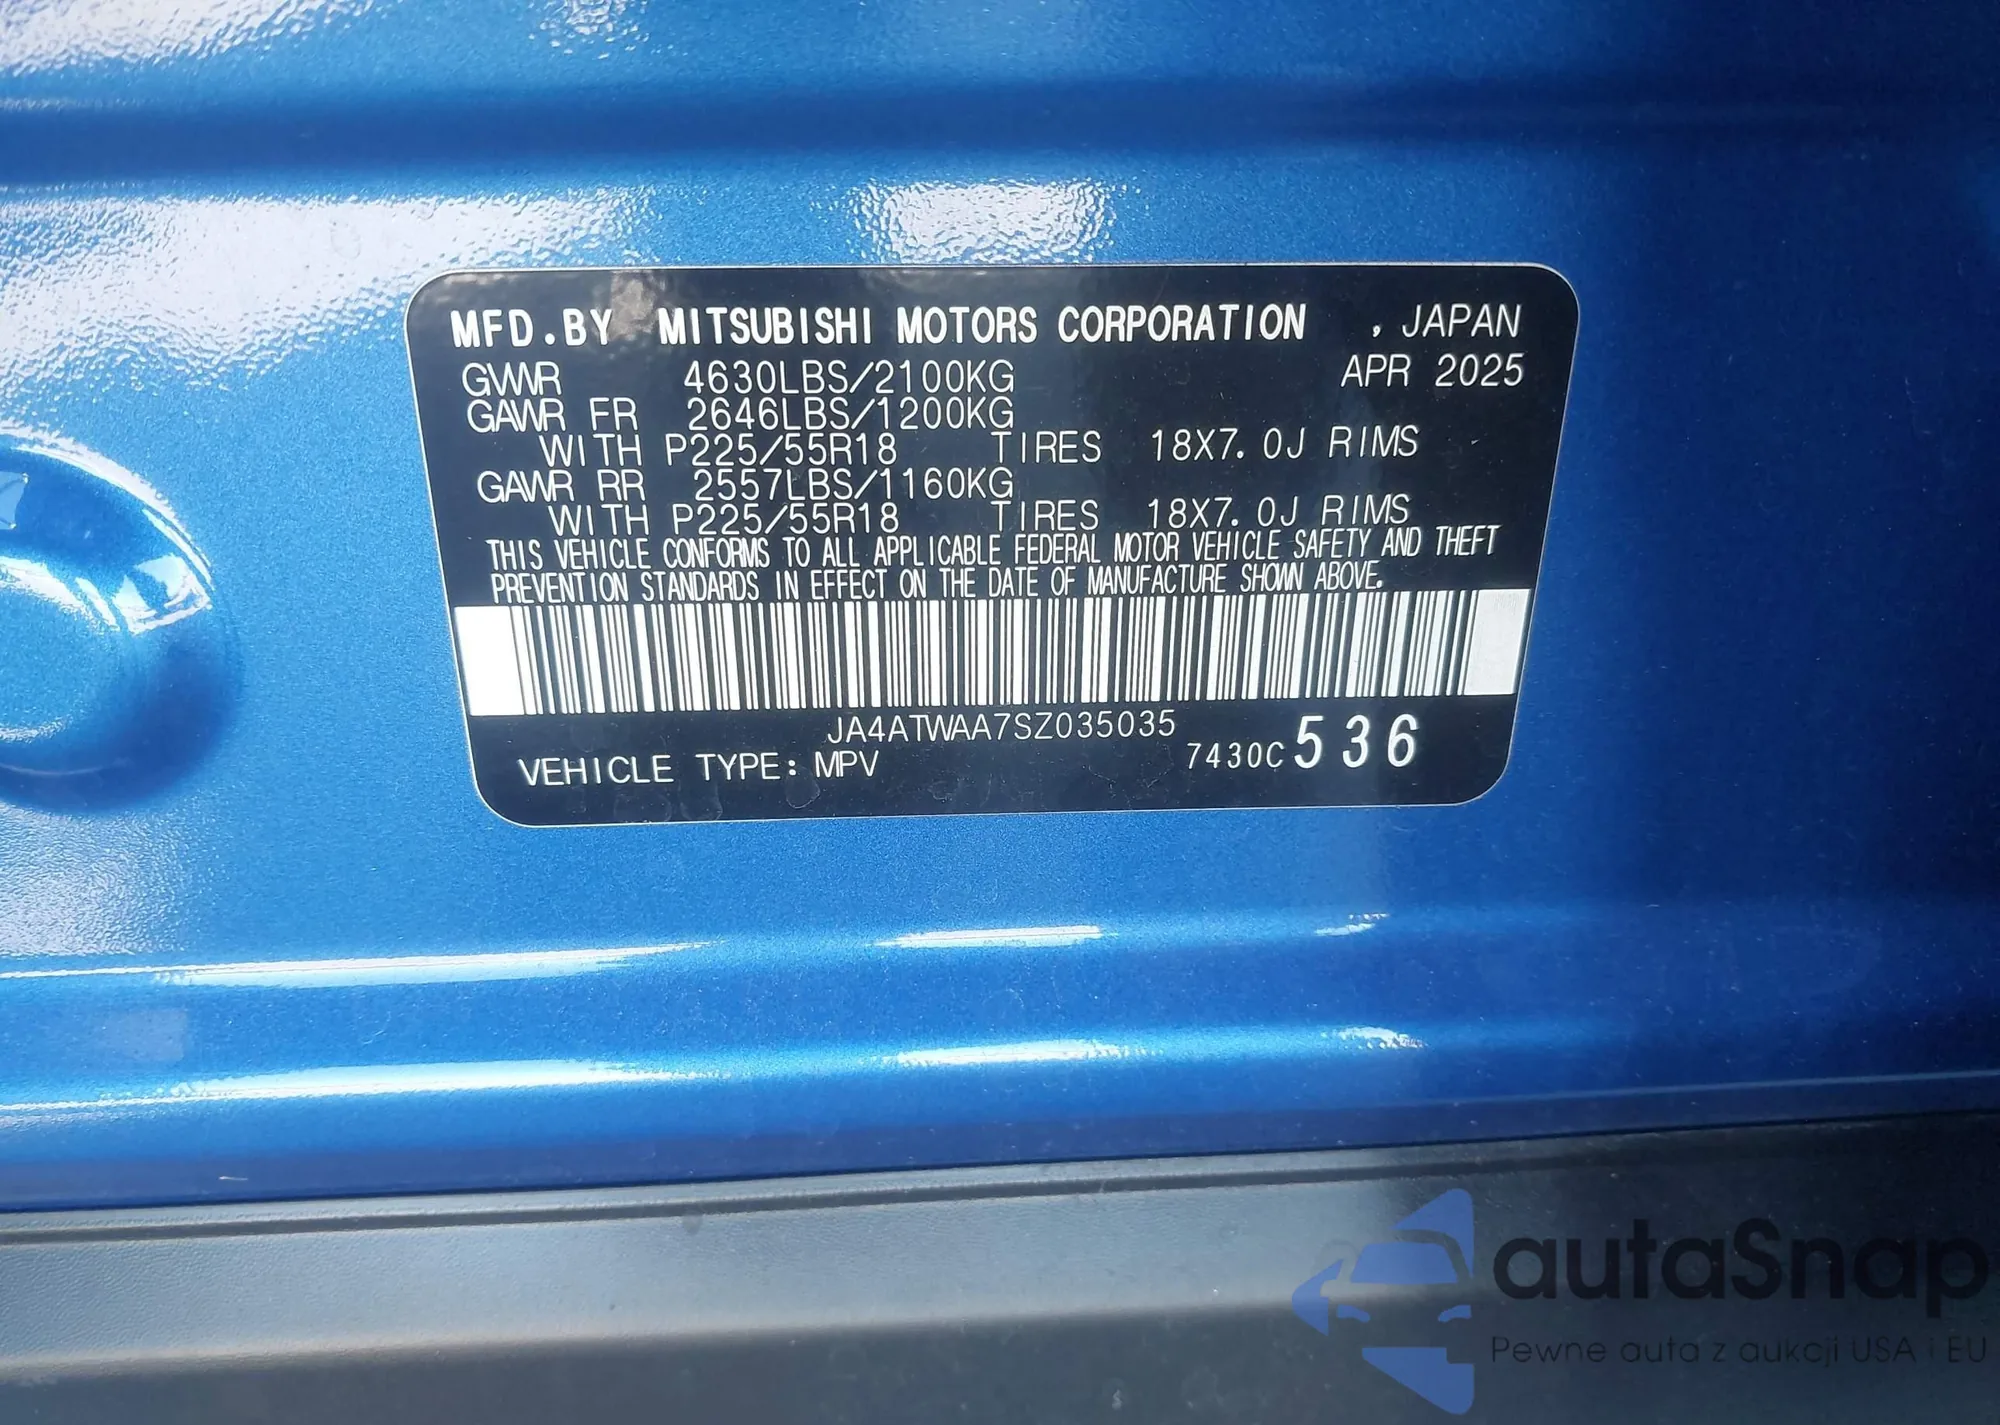 MFD.BY MITSUBISHI MOTORS CORPORATION , JAPAN
GVWR 4630LBS/2100KG APR 2025
GAWR FR 2646LBS/1200KG
WITH P225/55R18 TIRES 18X7.0J RIMS
GAWR RR 2557LBS/1160KG
WITH P225/55R18 TIRES 18X7.0J RIMS
THIS VEHICLE CONFORMS TO ALL APPLICABLE FEDERAL MOTOR VEHICLE SAFETY AND THEFT
PREVENTION STANDARDS IN EFFECT ON THE DATE OF MANUFACTURE SHOWN ABOVE.
JA4ATWAA7SZ035035
VEHICLE TYPE: MPV 7430C 536
autaSnap
Pewne auta z aukcji USA i EU